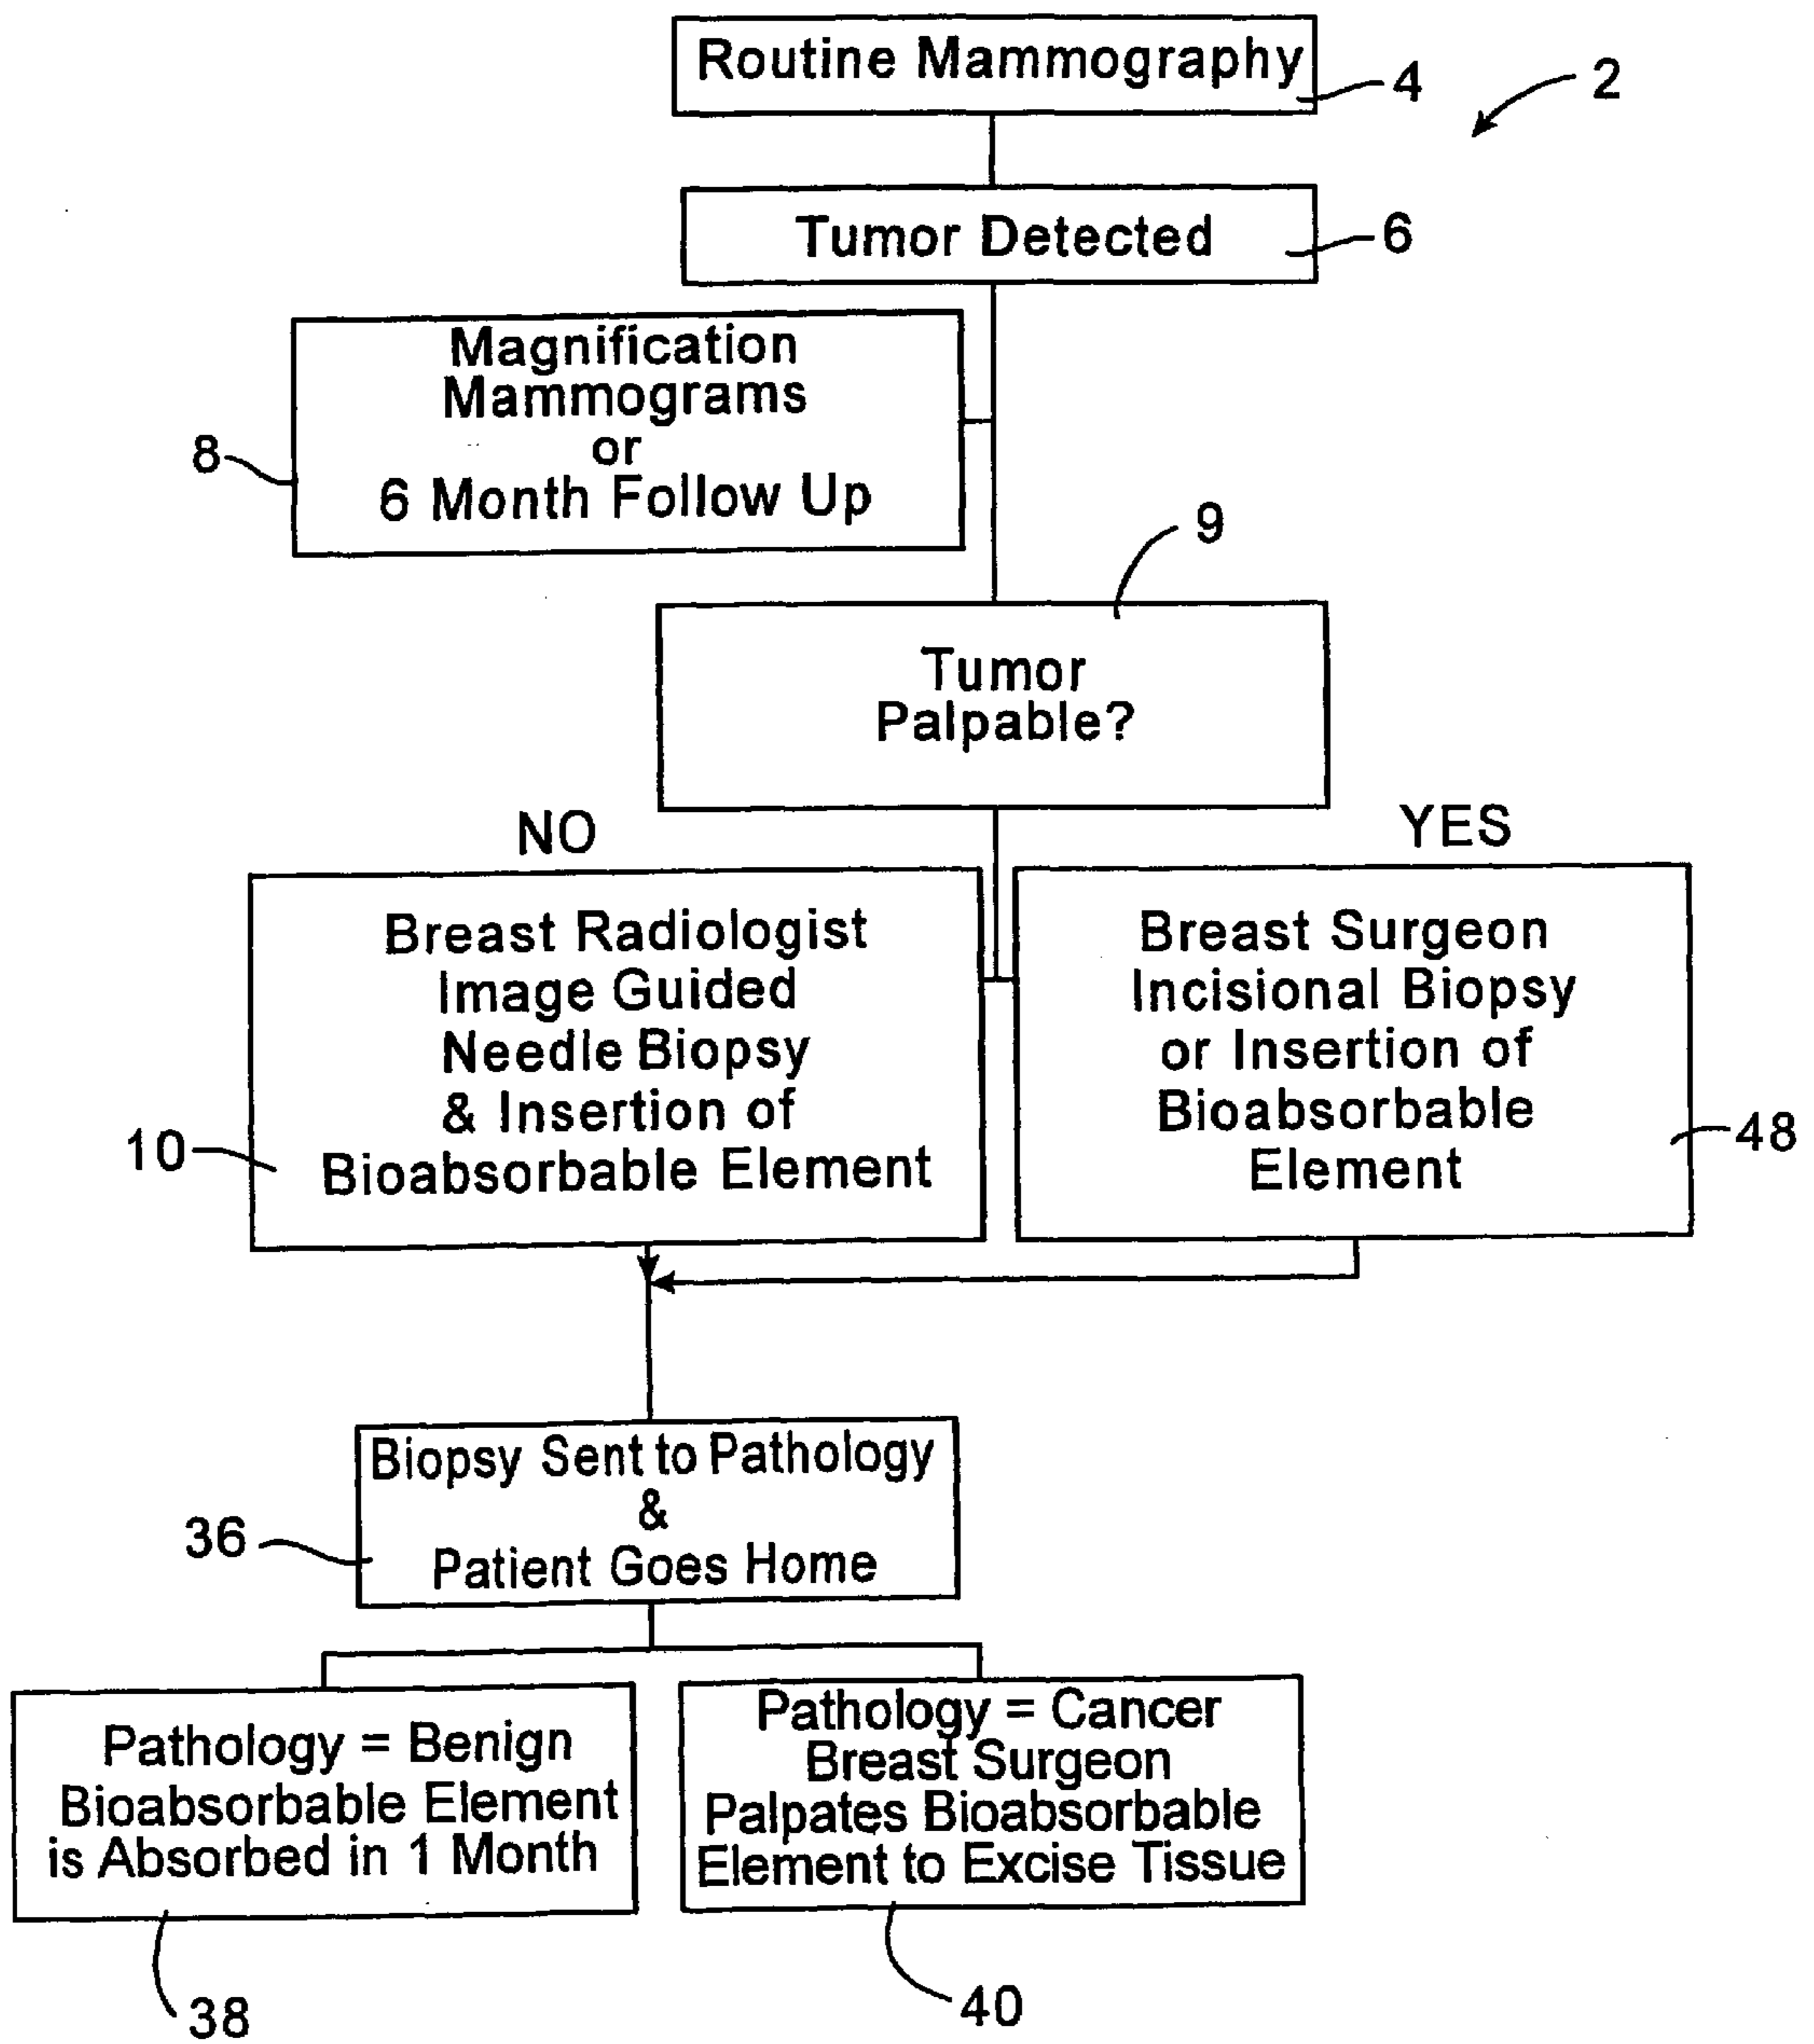 Routine Mammography
4
2
Tumor Detected
6
Magnification
Mammograms
or
6 Month Follow Up
8
9
Tumor
Palpable?
NO
YES
Breast Radiologist
Image Guided
Needle Biopsy
& Insertion of
Bioabsorbable Element
10
Breast Surgeon
Incisional Biopsy
or Insertion of
Bioabsorbable
Element
48
Biopsy Sent to Pathology
&
Patient Goes Home
36
Pathology = Benign
Bioabsorbable Element
is Absorbed in 1 Month
38
Pathology = Cancer
Breast Surgeon
Palpates Bioabsorbable
Element to Excise Tissue
40